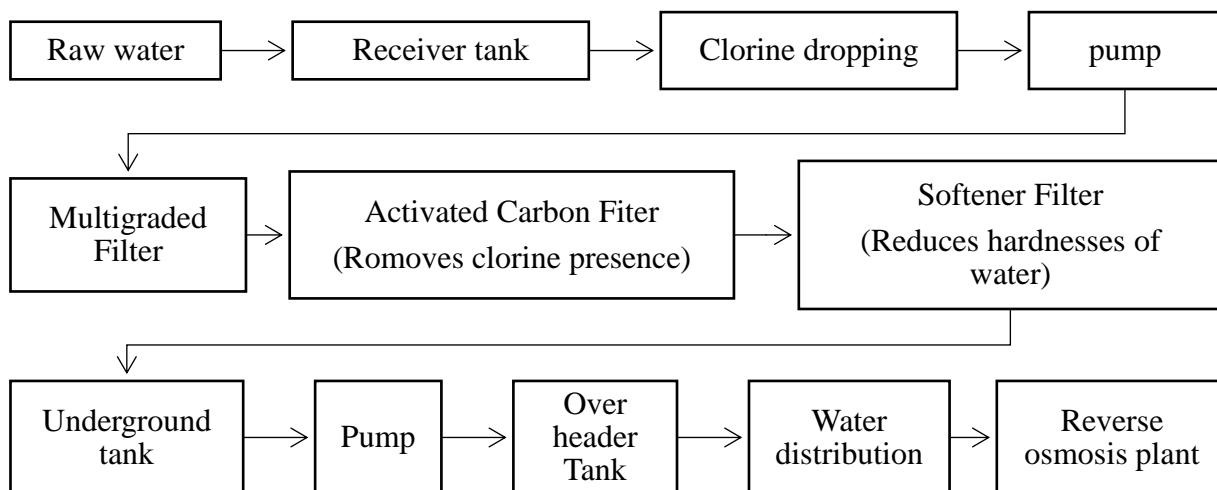 Raw water
Receiver tank
Clorine dropping
pump
Multigraded
Filter
Activated Carbon Fiter
(Romoves clorine presence)
Softener Filter
(Reduces hardnesses of
water)
Underground
tank
Pump
Over
header
Tank
Water
distribution
Reverse
osmosis plant